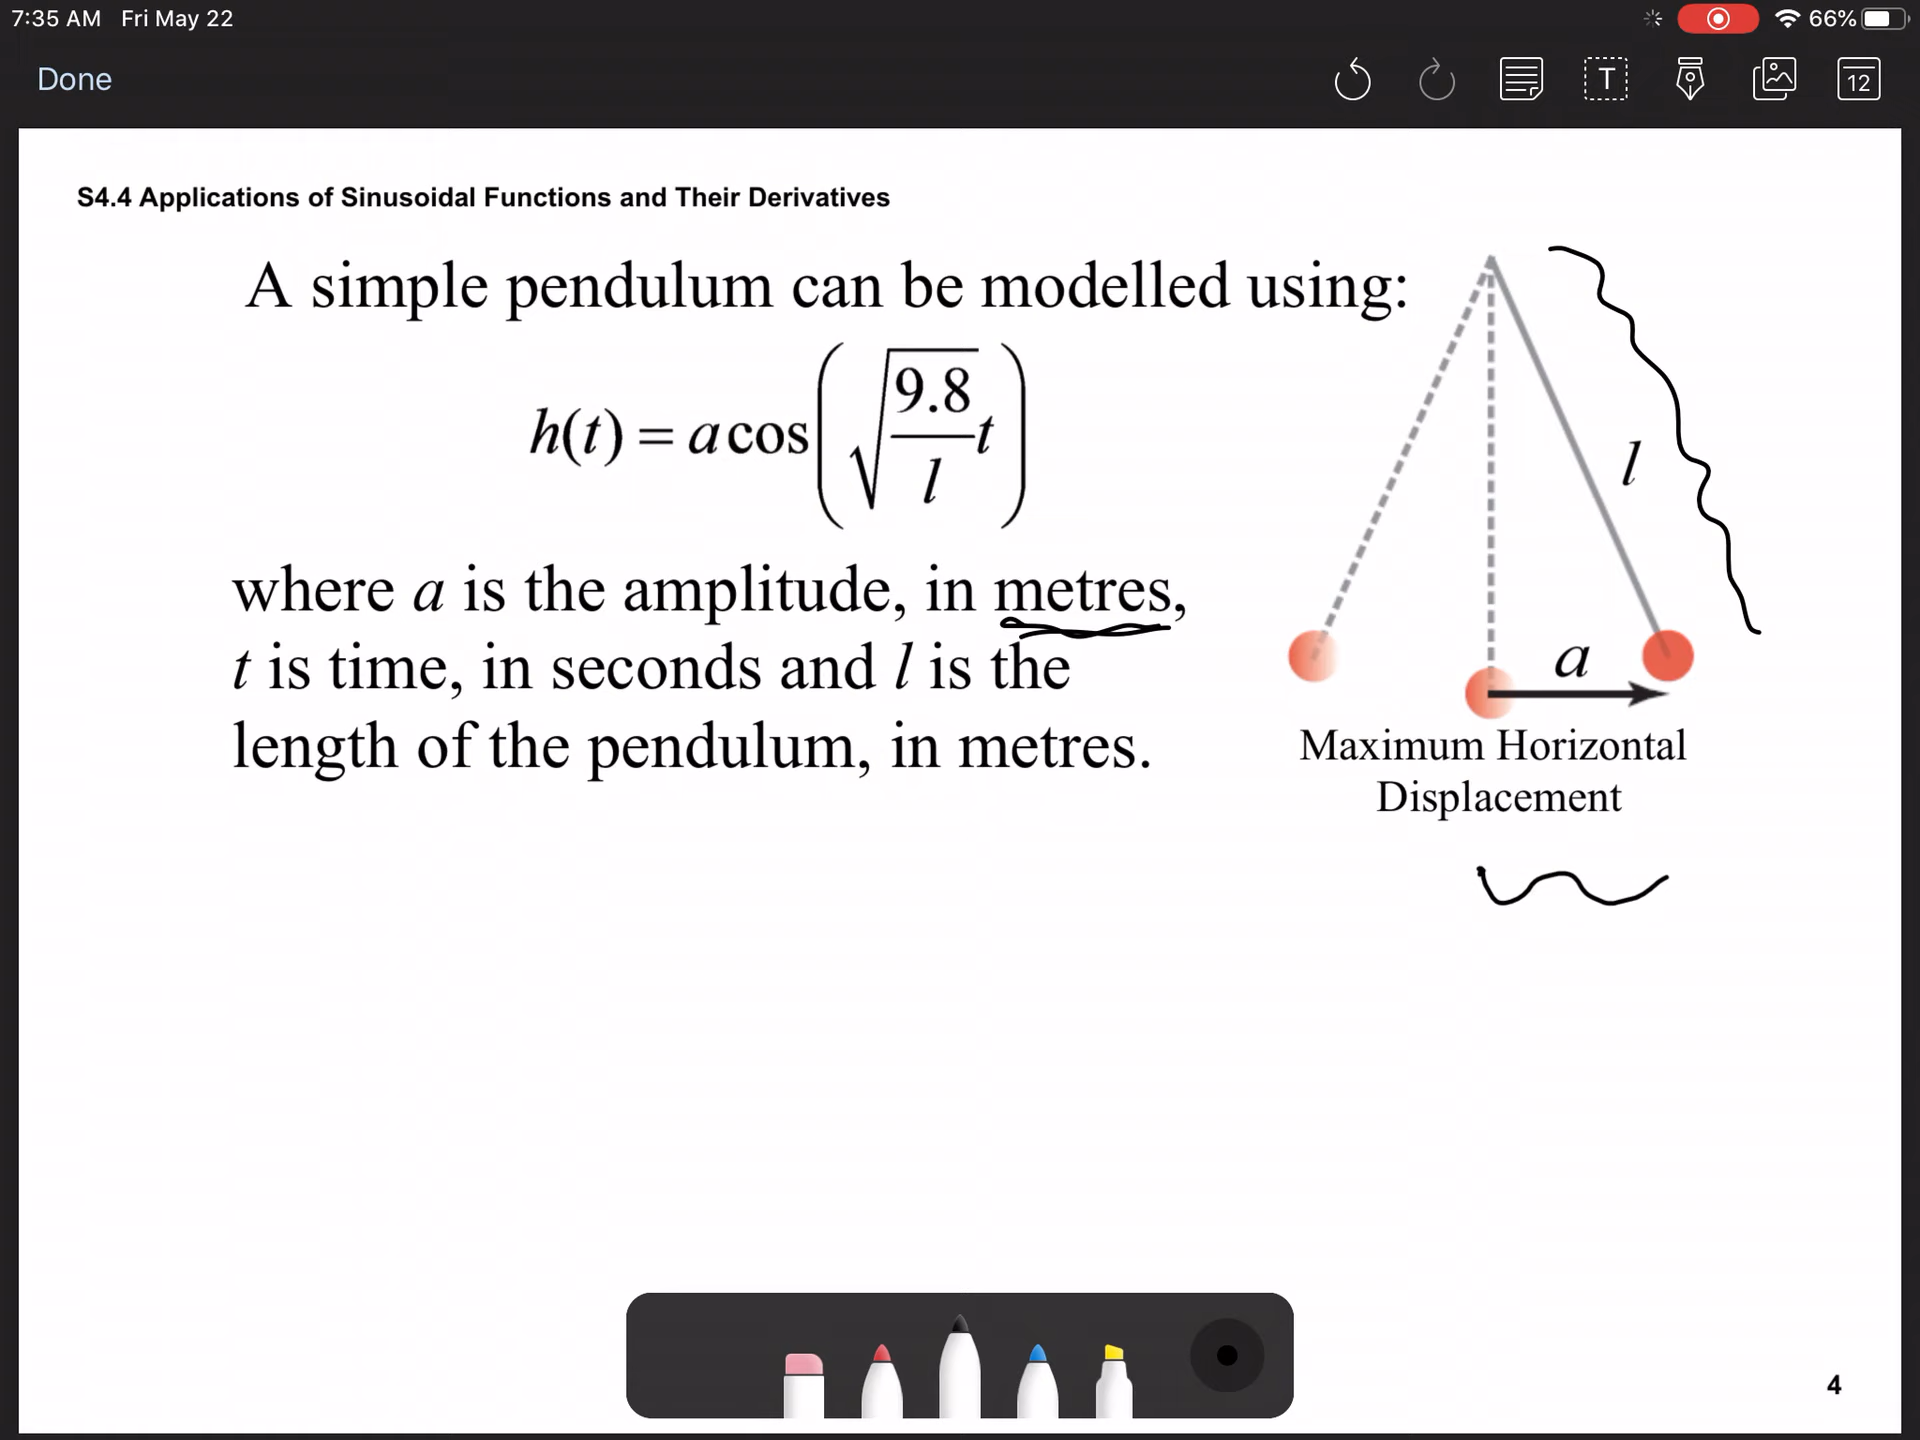 7:35 AM Fri May 22
66%
Done
T
12
S4.4 Applications of Sinusoidal Functions and Their Derivatives
A simple pendulum can be modelled using:
h(t) = a cos(√(9.8/l) t)
where a is the amplitude, in metres,
t is time, in seconds and l is the
length of the pendulum, in metres.
l
a
Maximum Horizontal
Displacement
4